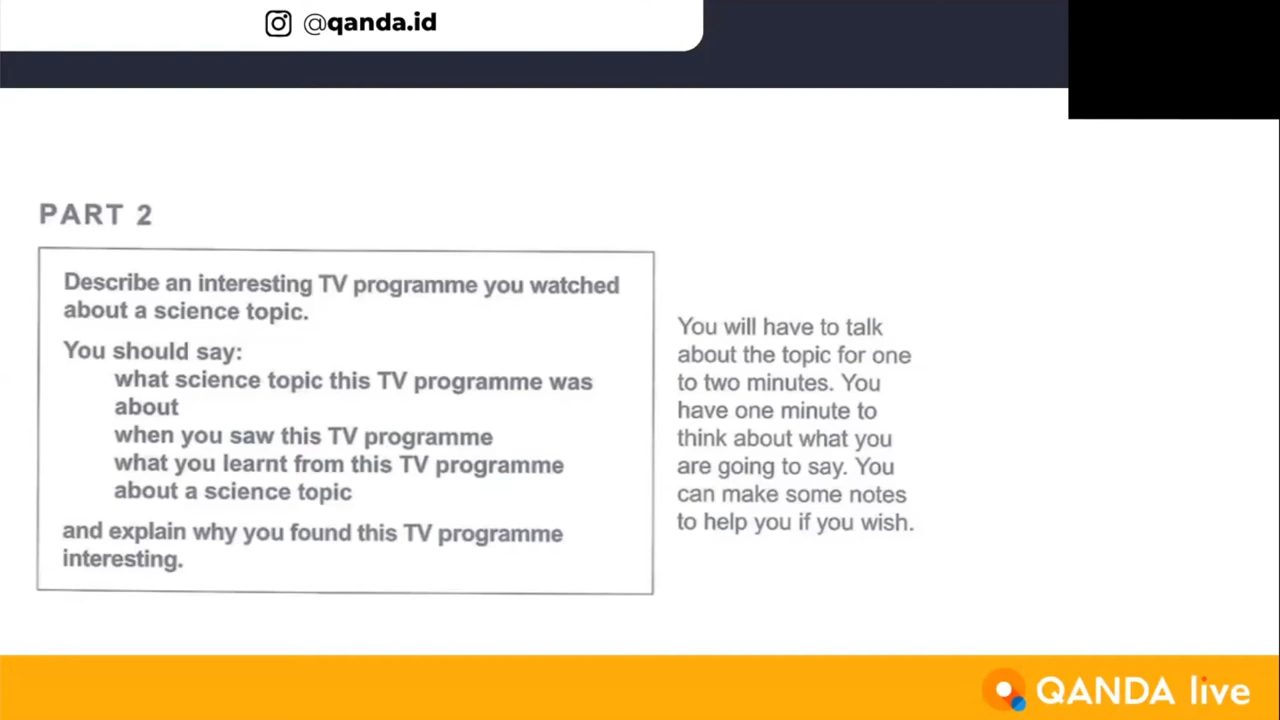 @qanda.id
PART 2
Describe an interesting TV programme you watched
about a science topic.
You should say:
what science topic this TV programme was
about
when you saw this TV programme
what you learnt from this TV programme
about a science topic
and explain why you found this TV programme
interesting.
You will have to talk
about the topic for one
to two minutes. You
have one minute to
think about what you
are going to say. You
can make some notes
to help you if you wish.
QANDA live